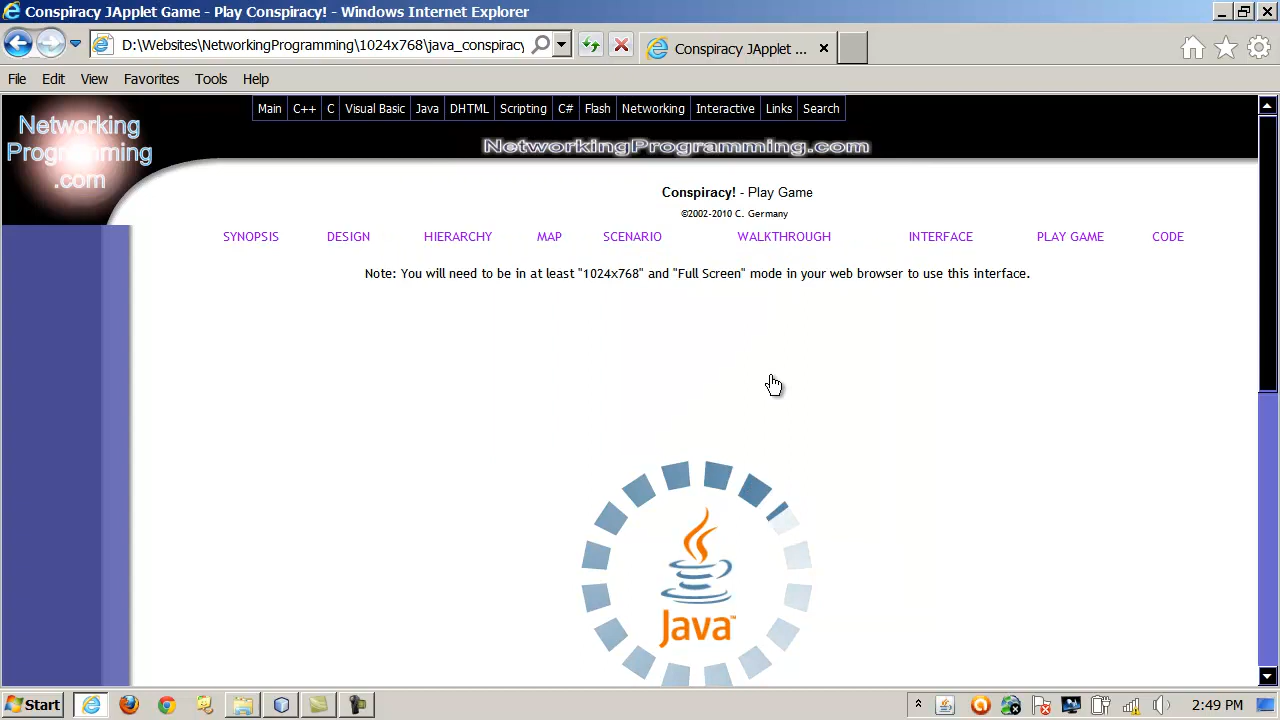 Conspiracy JApplet Game - Play Conspiracy! - Windows Internet Explorer
D:\Websites\NetworkingProgramming\1024x768\java_conspiracy
Conspiracy JApplet ...
File Edit View Favorites Tools Help
Main C++ C Visual Basic Java DHTML Scripting C# Flash Networking Interactive Links Search
Networking
Programming
.com
NetworkingProgramming.com
Conspiracy! - Play Game
©2002-2010 C. Germany
SYNOPSIS DESIGN HIERARCHY MAP SCENARIO WALKTHROUGH INTERFACE PLAY GAME CODE
Note: You will need to be in at least "1024x768" and "Full Screen" mode in your web browser to use this interface.
Java™
Start 2:49 PM